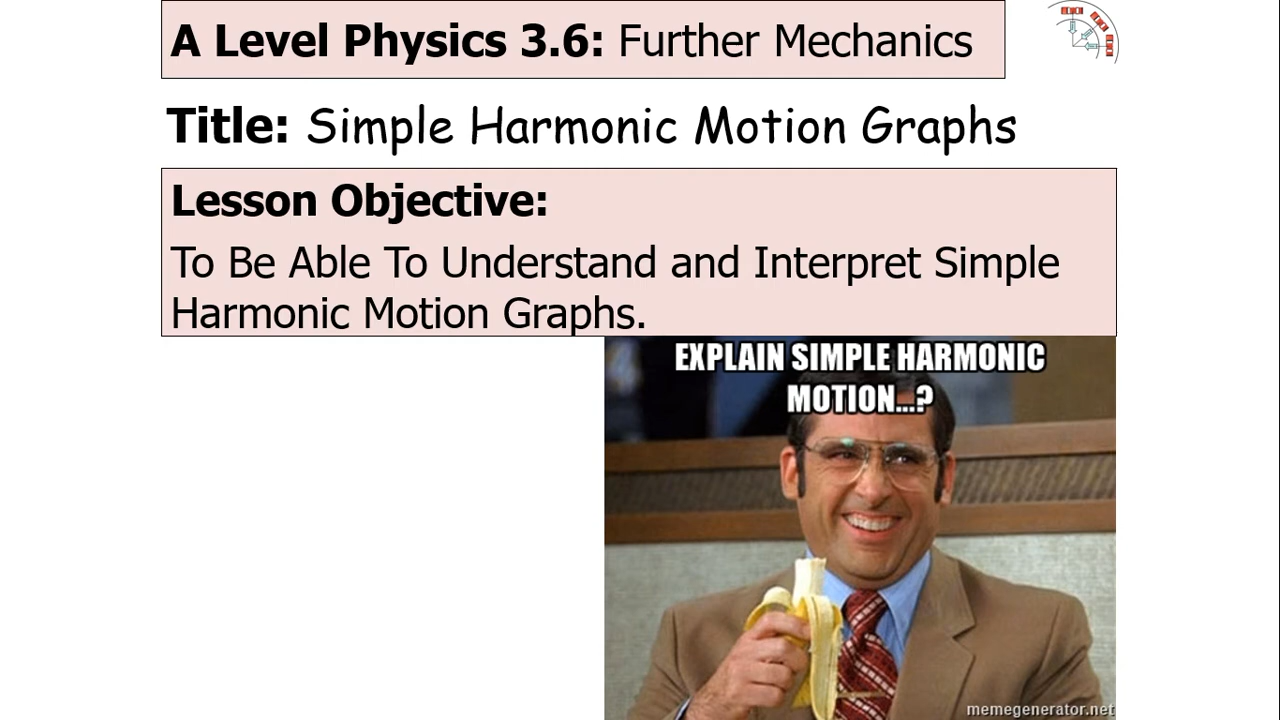 A Level Physics 3.6: Further Mechanics
Title: Simple Harmonic Motion Graphs
Lesson Objective:
To Be Able To Understand and Interpret Simple
Harmonic Motion Graphs.
EXPLAIN SIMPLE HARMONIC
MOTION...?
memegenerator.net